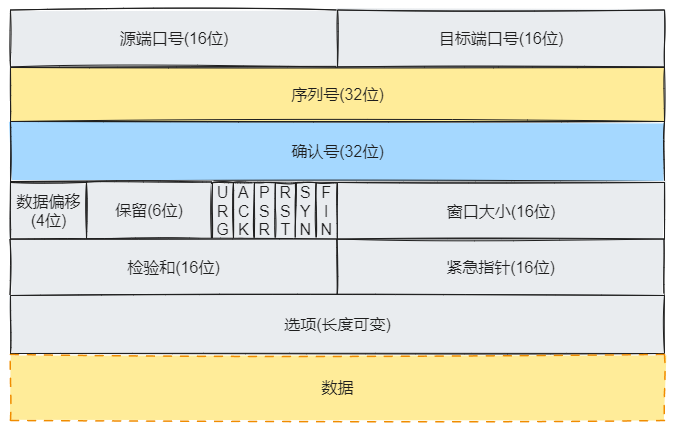 源端口号(16位)
目标端口号(16位)
序列号(32位)
确认号(32位)
数据偏移
(4位)
保留(6位)
URG
ACK
PSR
RST
SYN
FIN
窗口大小(16位)
检验和(16位)
紧急指针(16位)
选项(长度可变)
数据